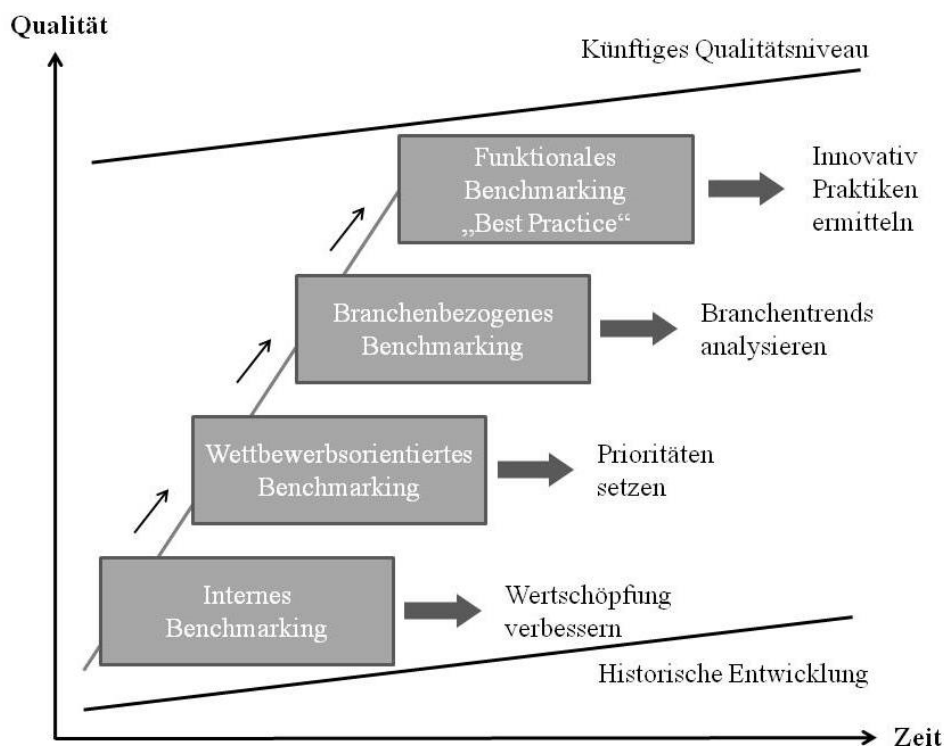 Qualität
Künftiges Qualitätsniveau
Funktionales
Benchmarking
„Best Practice“
Innovativ
Praktiken
ermitteln
Branchenbezogenes
Benchmarking
Branchentrends
analysieren
Wettbewerbsorientiertes
Benchmarking
Prioritäten
setzen
Internes
Benchmarking
Wertschöpfung
verbessern
Historische Entwicklung
Zeit